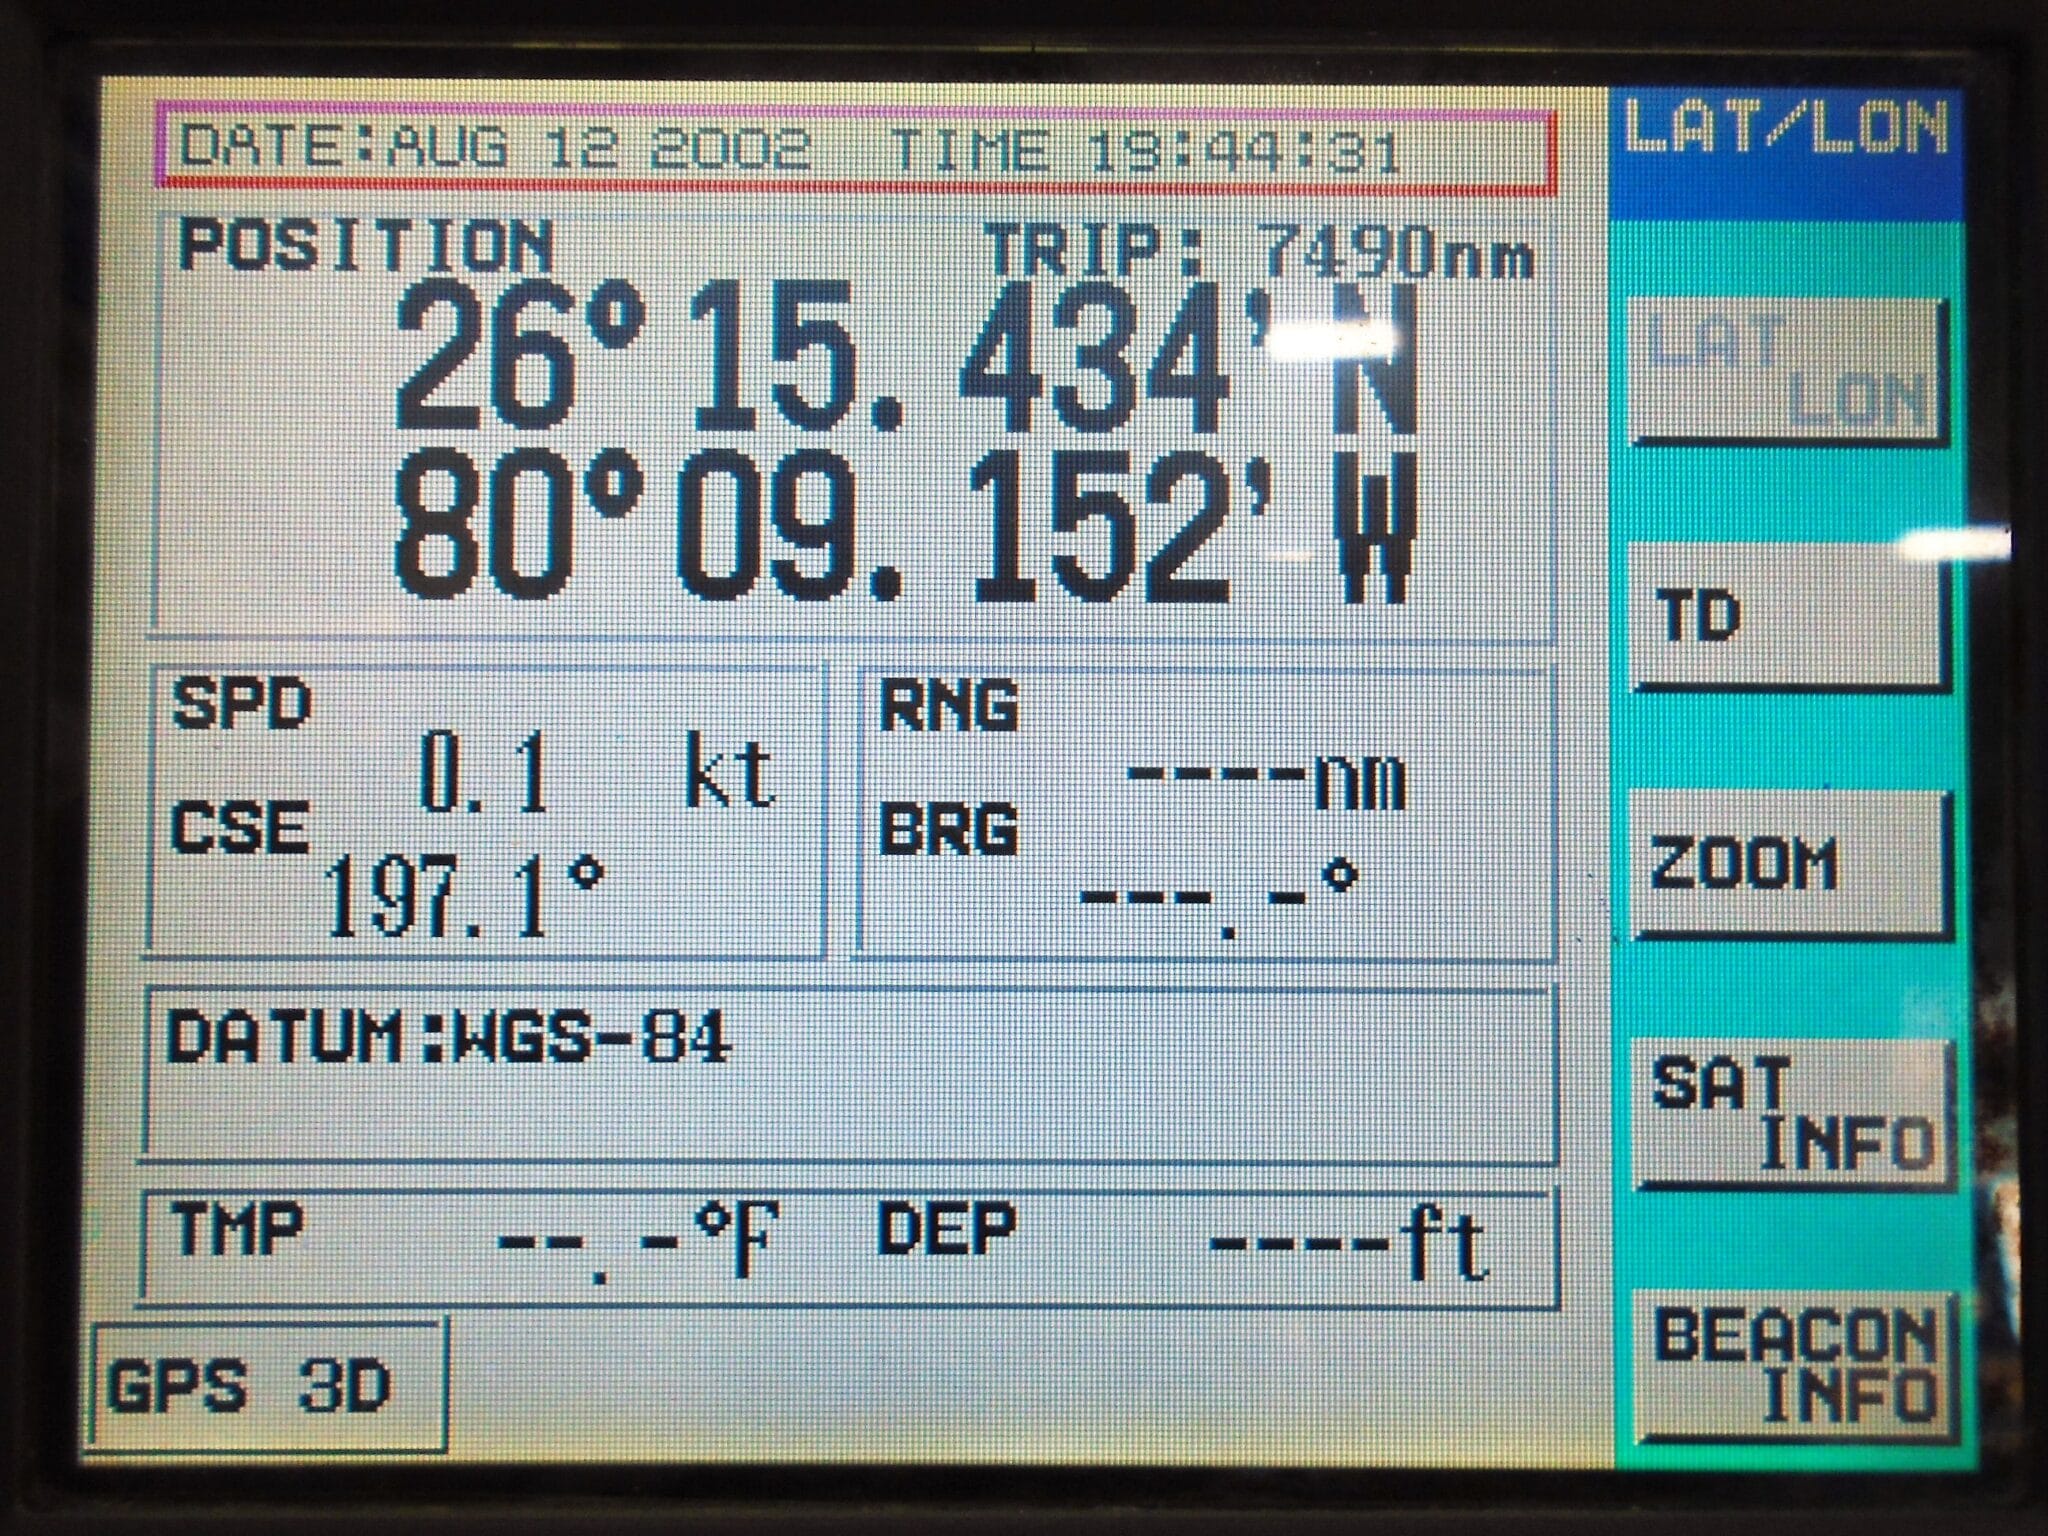 DATE:AUG 12 2002 TIME 19:44:31
LAT/LON
POSITION TRIP: 7490nm
26°15.434' N
80°09.152' W
SPD
0.1 kt
CSE
197.1°
RNG
----nm
BRG
---.-°
DATUM:WGS-84
TMP --.-°F DEP ----ft
GPS 3D
LAT
LON
TD
ZOOM
SAT
INFO
BEACON
INFO